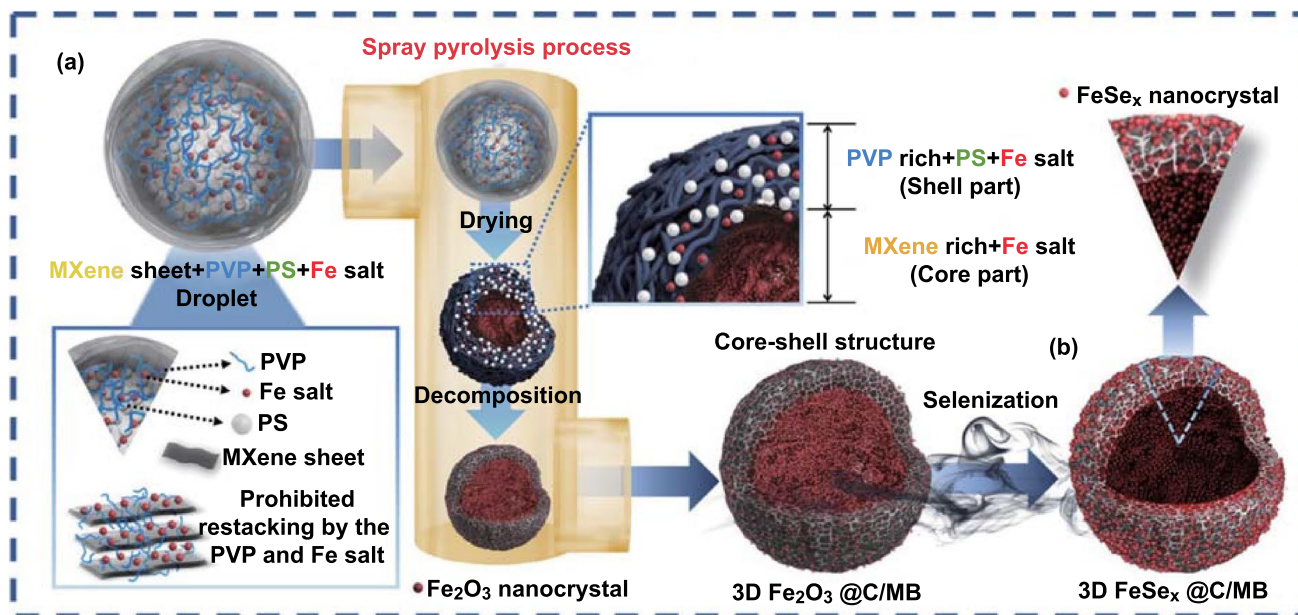 (a)
Spray pyrolysis process
MXene sheet+PVP+PS+Fe salt
Droplet
PVP
Fe salt
PS
MXene sheet
Prohibited
restacking by the
PVP and Fe salt
Drying
Decomposition
Fe₂O₃ nanocrystal
PVP rich+PS+Fe salt
(Shell part)
MXene rich+Fe salt
(Core part)
Core-shell structure
3D Fe₂O₃ @C/MB
Selenization
(b)
FeSeₓ nanocrystal
3D FeSeₓ @C/MB